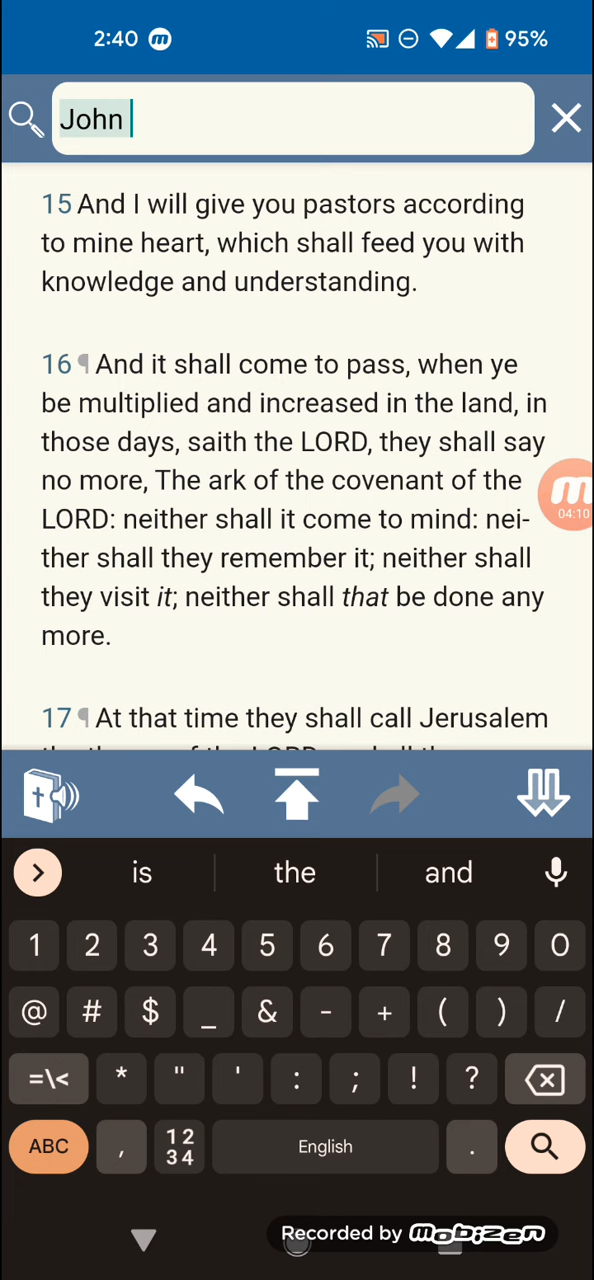 2:40 m 95%
John
15 And I will give you pastors according
to mine heart, which shall feed you with
knowledge and understanding.
16 ¶ And it shall come to pass, when ye
be multiplied and increased in the land, in
those days, saith the LORD, they shall say
no more, The ark of the covenant of the
LORD: neither shall it come to mind: nei-
ther shall they remember it; neither shall
they visit it; neither shall that be done any
more.
m
04:10
17 ¶ At that time they shall call Jerusalem
is the and
1 2 3 4 5 6 7 8 9 0
@ # $ _ & - + ( ) /
=\< * " ' : ; ! ?
ABC , 12 34 English .
Recorded by mobizen